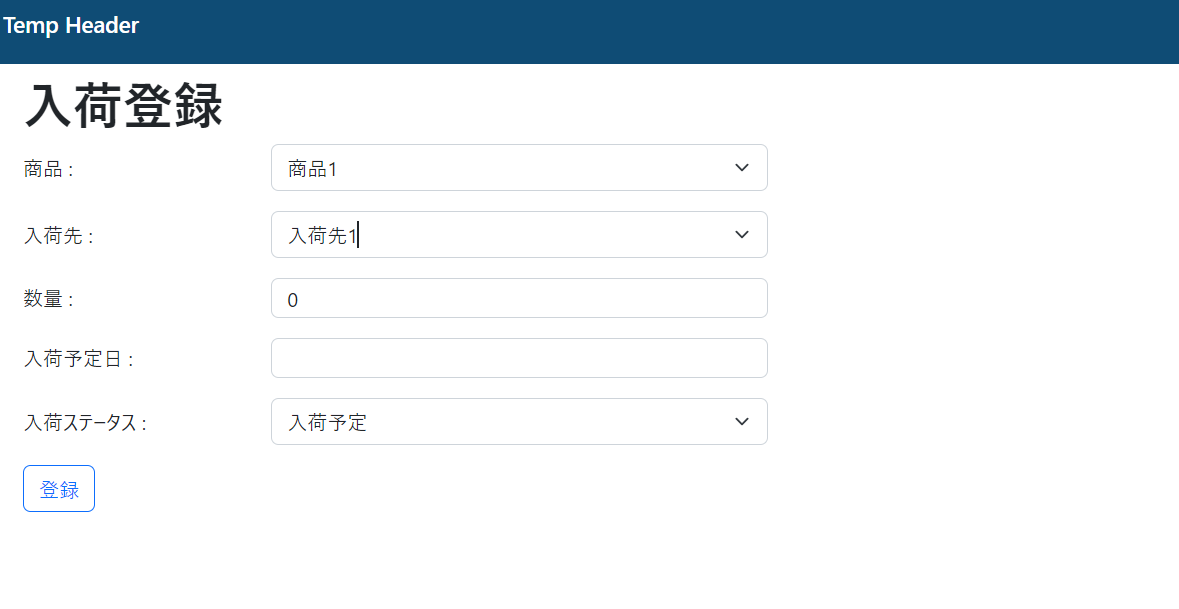 Temp Header
入荷登録
商品 : 商品1
入荷先 : 入荷先1
数量 : 0
入荷予定日 :
入荷ステータス : 入荷予定
登録